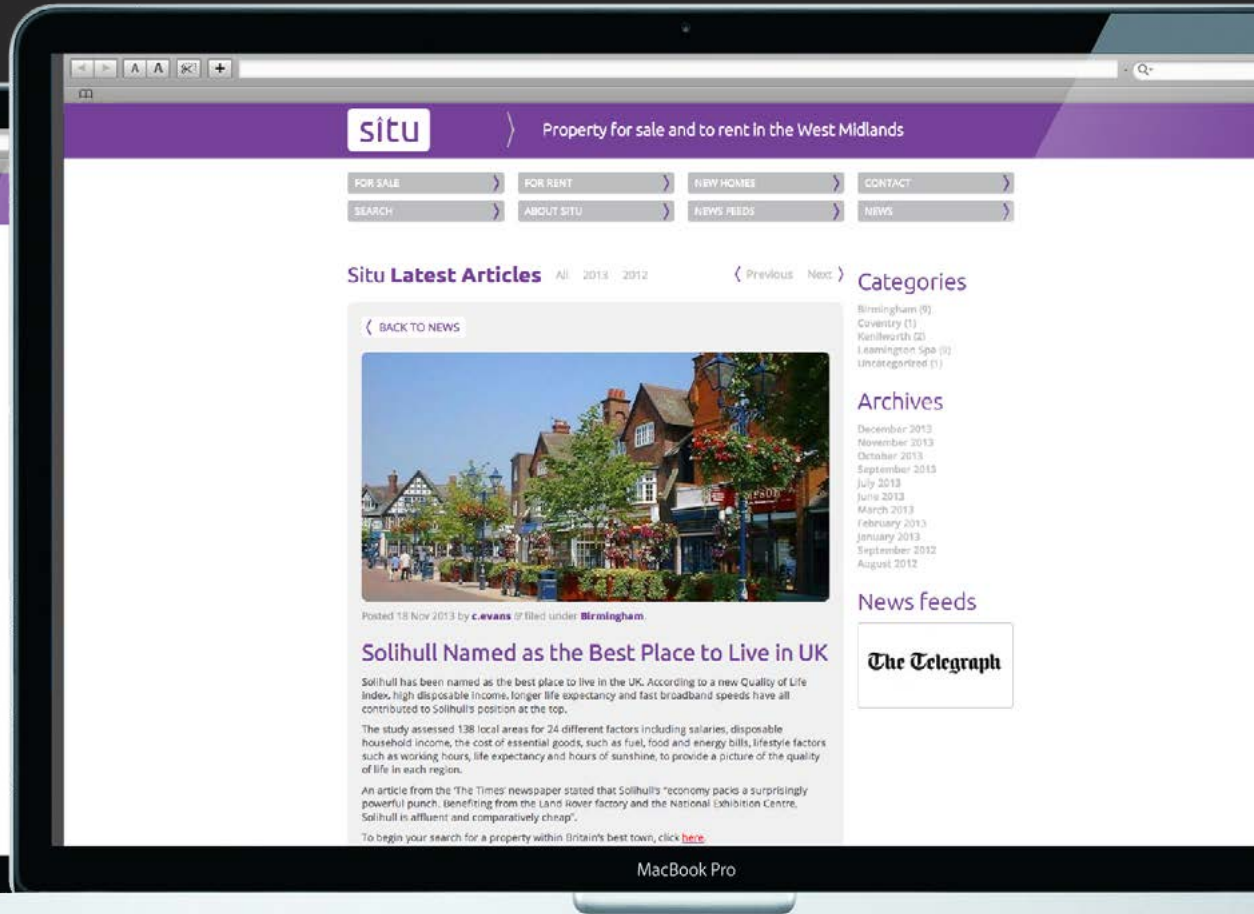 A A +
sîtu
Property for sale and to rent in the West Midlands
FOR SALE FOR RENT NEW HOMES CONTACT
SEARCH ABOUT SITU NEWS FEEDS NEWS
Situ Latest Articles All 2013 2012 Previous Next
BACK TO NEWS
Posted 18 Nov 2013 by c.evans // filed under Birmingham.
Solihull Named as the Best Place to Live in UK
Solihull has been named as the best place to live in the UK. According to a new Quality of Life
Index, high disposable income, longer life expectancy and fast broadband speeds have all
contributed to Solihull's position at the top.
The study assessed 138 local areas for 24 different factors including salaries, disposable
household income, the cost of essential goods, such as fuel, food and energy bills, lifestyle factors
such as working hours, life expectancy and hours of sunshine, to provide a picture of the quality
of life in each region.
An article from the 'The Times' newspaper stated that Solihull's "economy packs a surprisingly
powerful punch. Benefiting from the Land Rover factory and the National Exhibition Centre,
Solihull is affluent and comparatively cheap".
To begin your search for a property within Britain's best town, click here.
Categories
Birmingham (9)
Coventry (1)
Kenilworth (2)
Leamington Spa (9)
Uncategorized (1)
Archives
December 2013
November 2013
October 2013
September 2013
July 2013
June 2013
March 2013
February 2013
January 2013
September 2012
August 2012
News feeds
The Telegraph
MacBook Pro